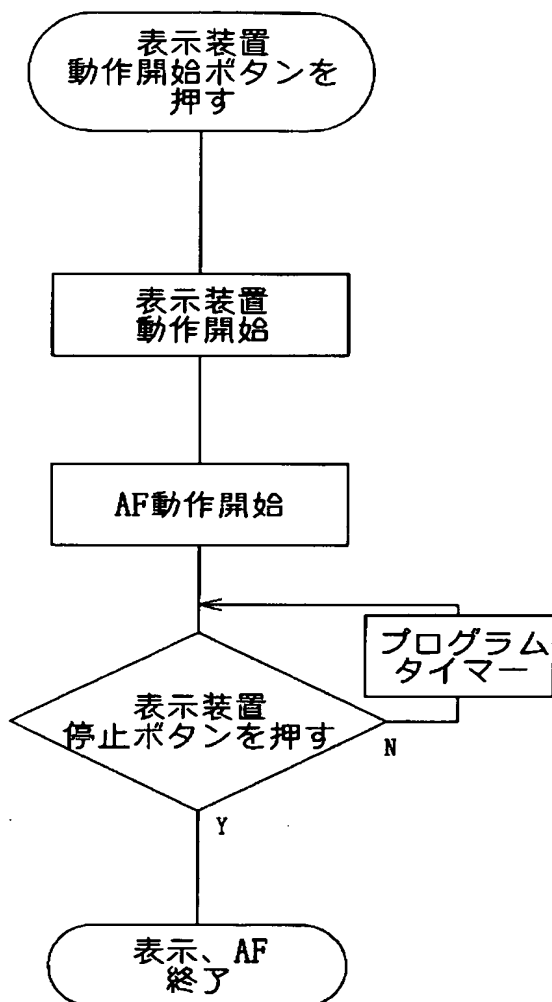 表示装置
動作開始ボタンを
押す
表示装置
動作開始
AF動作開始
プログラム
タイマー
表示装置
停止ボタンを押す
N
Y
表示、AF
終了